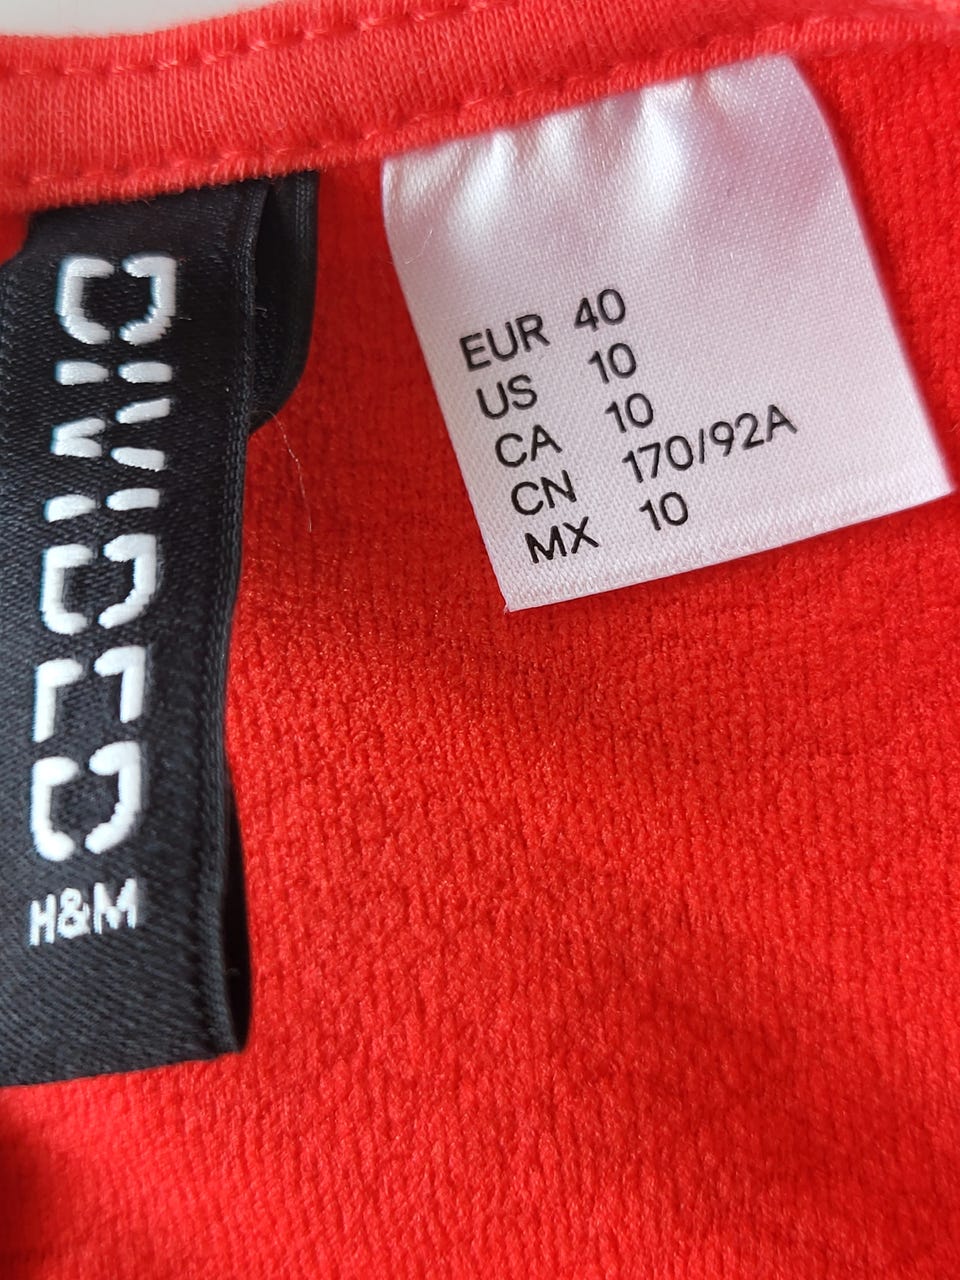 DIVIDED
H&M
EUR 40
US 10
CA 10
CN 170/92A
MX 10